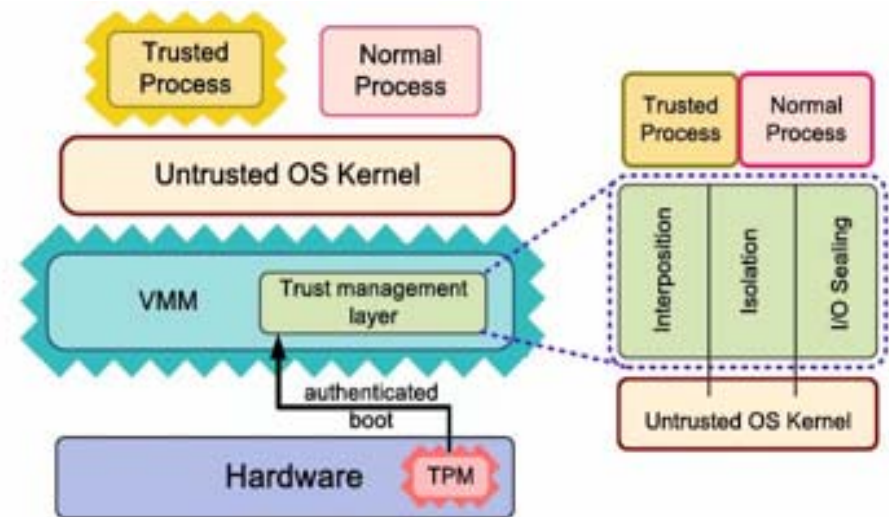 Trusted
Process
Normal
Process
Untrusted OS Kernel
VMM
Trust management
layer
authenticated
boot
Hardware
TPM
Trusted
Process
Normal
Process
Interposition
Isolation
I/O Sealing
Untrusted OS Kernel